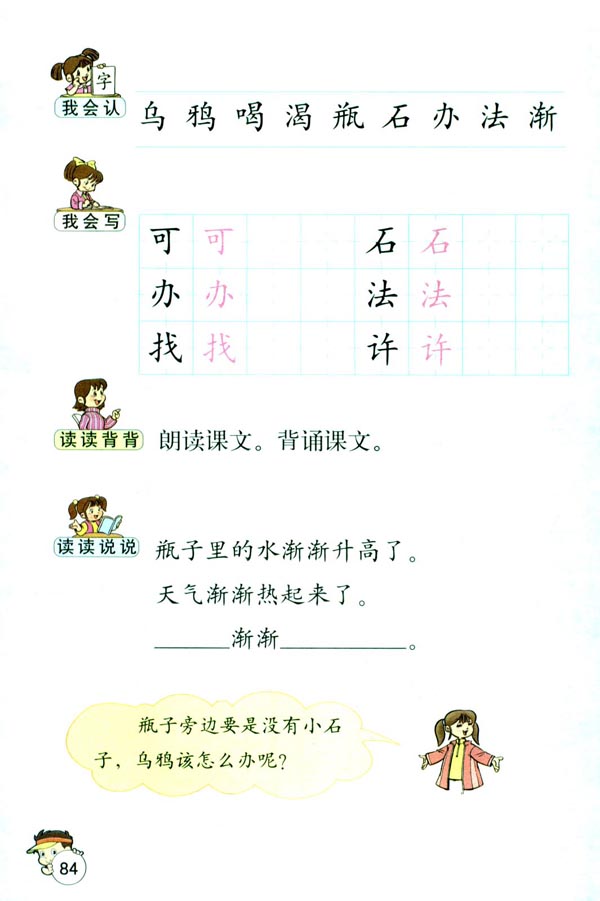 字
我会认
乌 鸦 喝 渴 瓶 石 办 法 渐
我会写
可 可 石 石
办 办 法 法
找 找 许 许
读读背背
朗读课文。背诵课文。
读读说说
瓶子里的水渐渐升高了。
天气渐渐热起来了。
______渐渐__________。
瓶子旁边要是没有小石
子，乌鸦该怎么办呢？
84